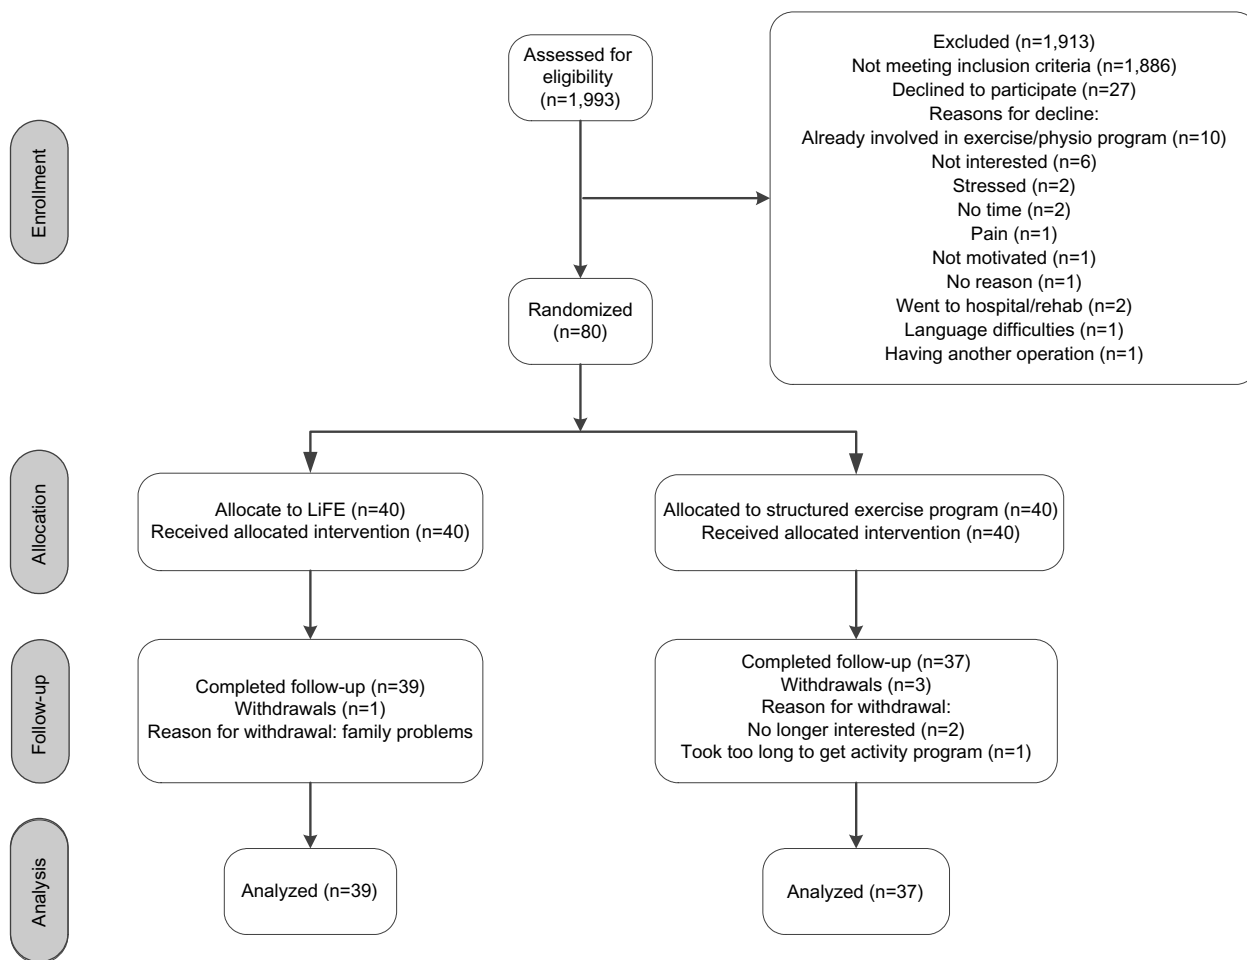 Enrollment
Assessed for
eligibility
(n=1,993)
Excluded (n=1,913)
Not meeting inclusion criteria (n=1,886)
Declined to participate (n=27)
Reasons for decline:
Already involved in exercise/physio program (n=10)
Not interested (n=6)
Stressed (n=2)
No time (n=2)
Pain (n=1)
Not motivated (n=1)
No reason (n=1)
Went to hospital/rehab (n=2)
Language difficulties (n=1)
Having another operation (n=1)
Randomized
(n=80)
Allocation
Allocate to LiFE (n=40)
Received allocated intervention (n=40)
Allocated to structured exercise program (n=40)
Received allocated intervention (n=40)
Follow-up
Completed follow-up (n=39)
Withdrawals (n=1)
Reason for withdrawal: family problems
Completed follow-up (n=37)
Withdrawals (n=3)
Reason for withdrawal:
No longer interested (n=2)
Took too long to get activity program (n=1)
Analysis
Analyzed (n=39)
Analyzed (n=37)